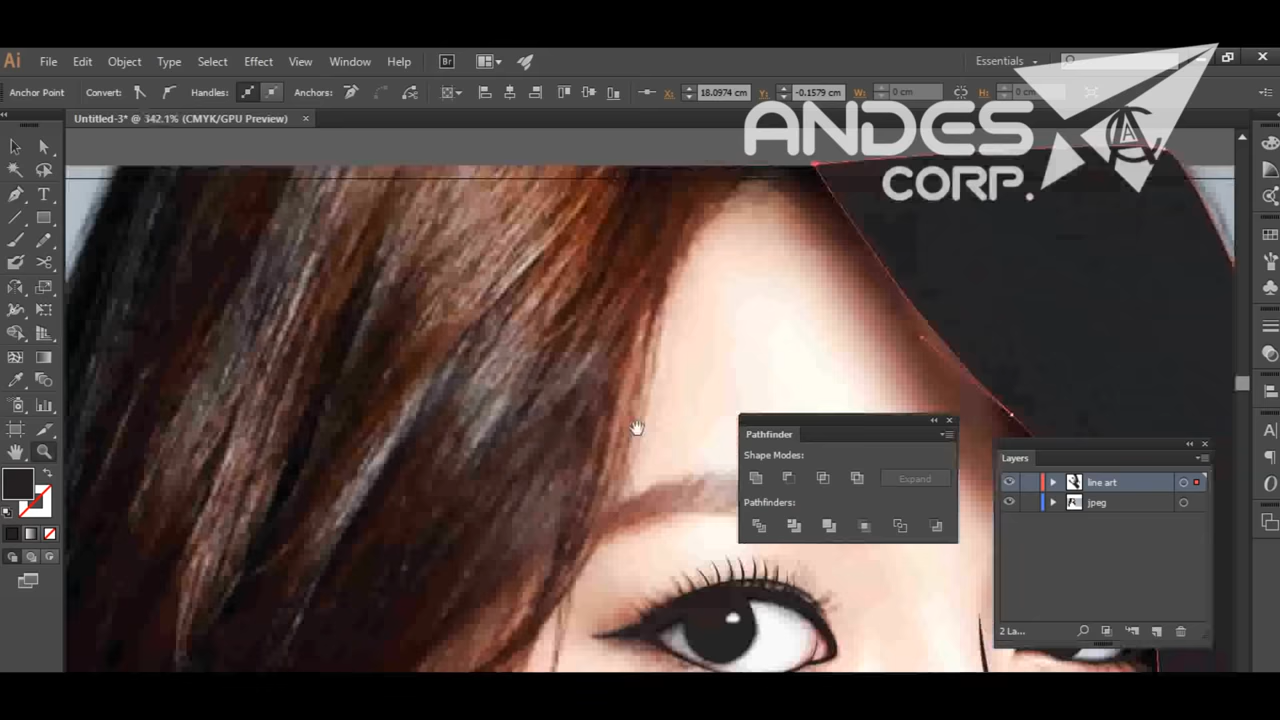 Ai File Edit Object Type Select Effect View Window Help Br Essentials
Anchor Point Convert: Handles: Anchors: X: 18.0974 cm Y: -0.1579 cm W: 0 cm H: 0 cm
Untitled-3* @ 342.1% (CMYK/GPU Preview)
ANDES
CORP.
Pathfinder
Shape Modes:
Expand
Pathfinders:
Layers
line art
jpeg
2 La...